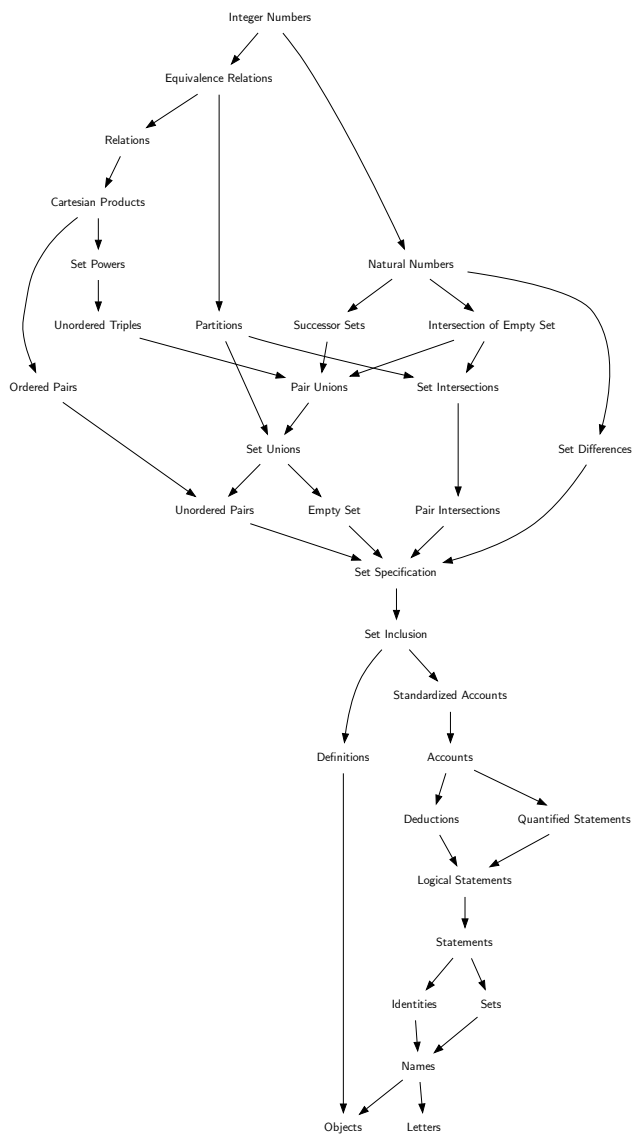 Integer Numbers
Equivalence Relations
Relations
Cartesian Products
Set Powers
Natural Numbers
Unordered Triples
Partitions
Successor Sets
Intersection of Empty Set
Ordered Pairs
Pair Unions
Set Intersections
Set Unions
Set Differences
Unordered Pairs
Empty Set
Pair Intersections
Set Specification
Set Inclusion
Standardized Accounts
Definitions
Accounts
Deductions
Quantified Statements
Logical Statements
Statements
Identities
Sets
Names
Objects
Letters